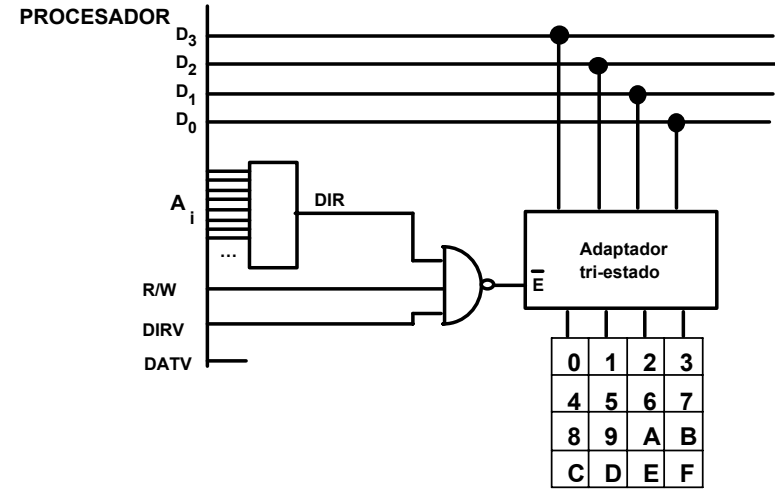 PROCESADOR
D3
D2
D1
D0
Ai
...
DIR
R/W
DIRV
DATV
E
Adaptador
tri-estado
0 1 2 3
4 5 6 7
8 9 A B
C D E F